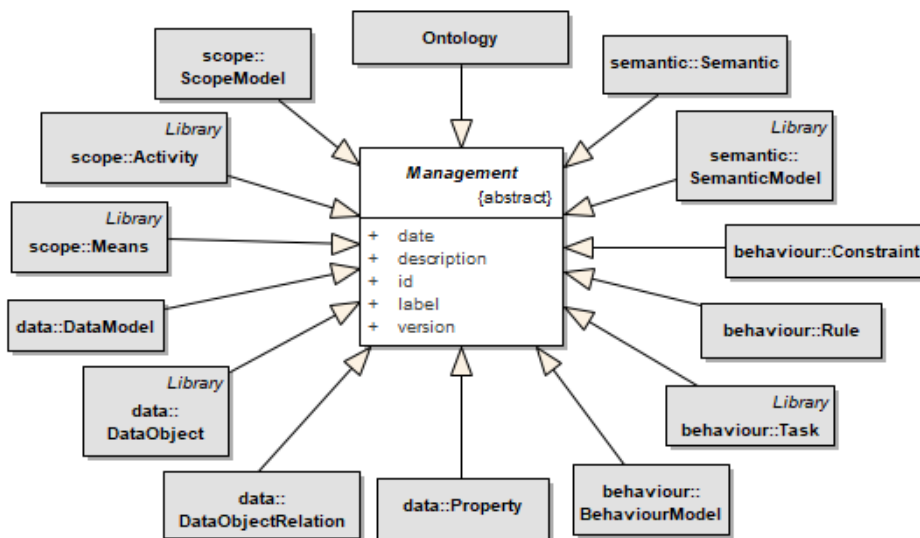 Ontology
scope::
ScopeModel
semantic::Semantic
Library
scope::Activity
Library
semantic::
SemanticModel
Management
{abstract}
+ date
+ description
+ id
+ label
+ version
Library
scope::Means
behaviour::Constraint
data::DataModel
behaviour::Rule
Library
data::
DataObject
Library
behaviour::Task
data::
DataObjectRelation
data::Property
behaviour::
BehaviourModel